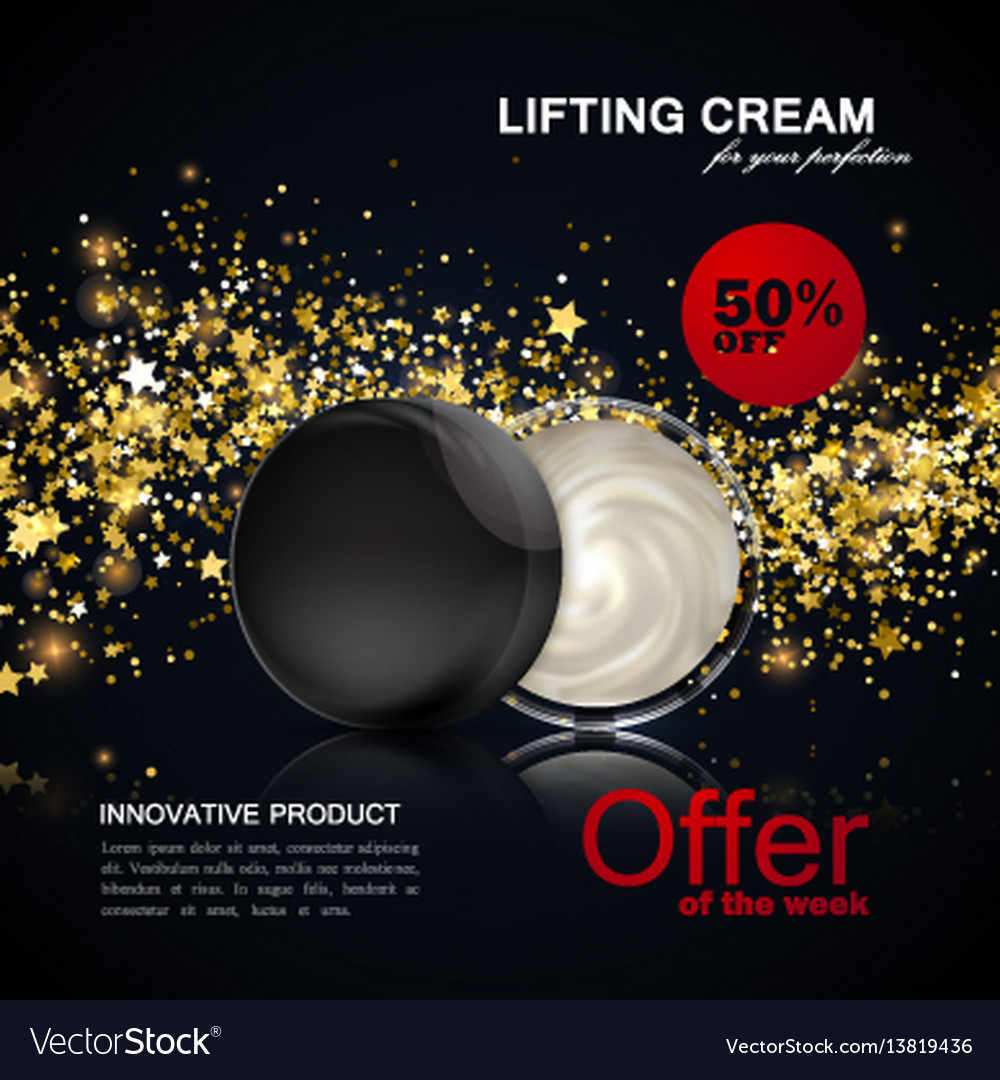 LIFTING CREAM
for your perfection
50%
OFF
INNOVATIVE PRODUCT
Lorem ipsum dolor sit amet, consectetur adipiscing
elit. Vestibulum nulla odio, mollis nec molestie nec,
bibendum et risus. In augue felis, hendrerit ac
consectetur sit amet, luctus et urna.
Offer
of the week
VectorStock®
VectorStock.com/13819436